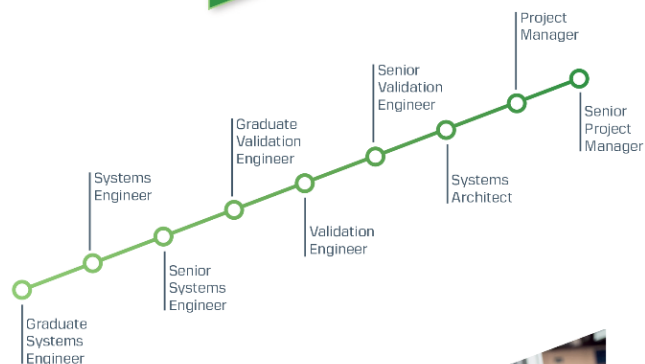 Graduate
Systems
Engineer
Systems
Engineer
Senior
Systems
Engineer
Graduate
Validation
Engineer
Validation
Engineer
Senior
Validation
Engineer
Systems
Architect
Project
Manager
Senior
Project
Manager